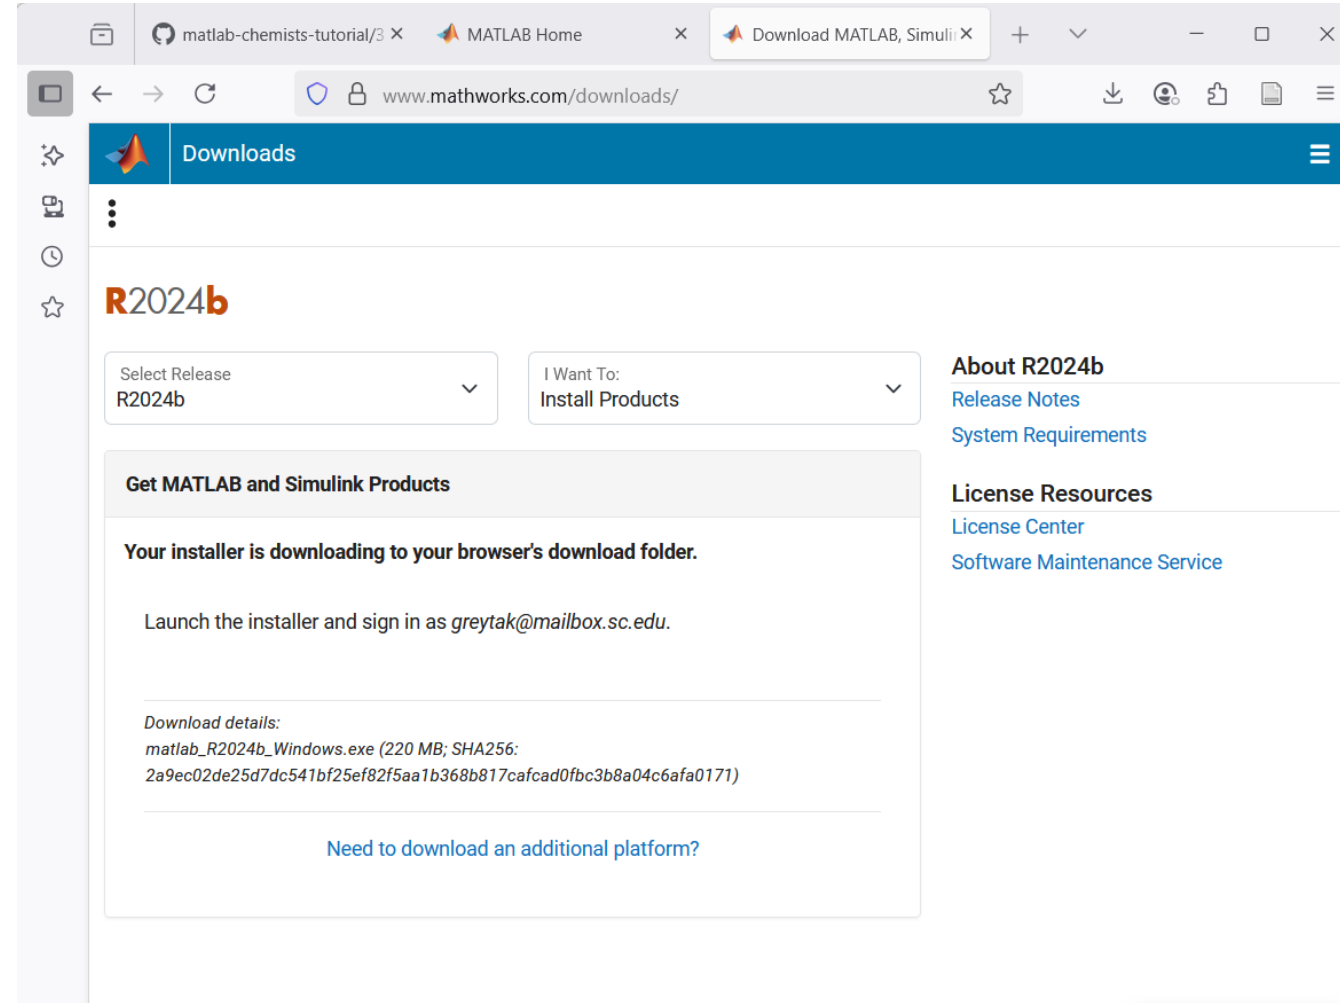 matlab-chemists-tutorial/3
MATLAB Home
Download MATLAB, Simuli
www.mathworks.com/downloads/
Downloads
R2024b
Select Release
R2024b
I Want To:
Install Products
Get MATLAB and Simulink Products
Your installer is downloading to your browser's download folder.
Launch the installer and sign in as greytak@mailbox.sc.edu.
Download details:
matlab_R2024b_Windows.exe (220 MB; SHA256:
2a9ec02de25d7dc541bf25ef82f5aa1b368b817cafcad0fbc3b8a04c6afa0171)
Need to download an additional platform?
About R2024b
Release Notes
System Requirements
License Resources
License Center
Software Maintenance Service